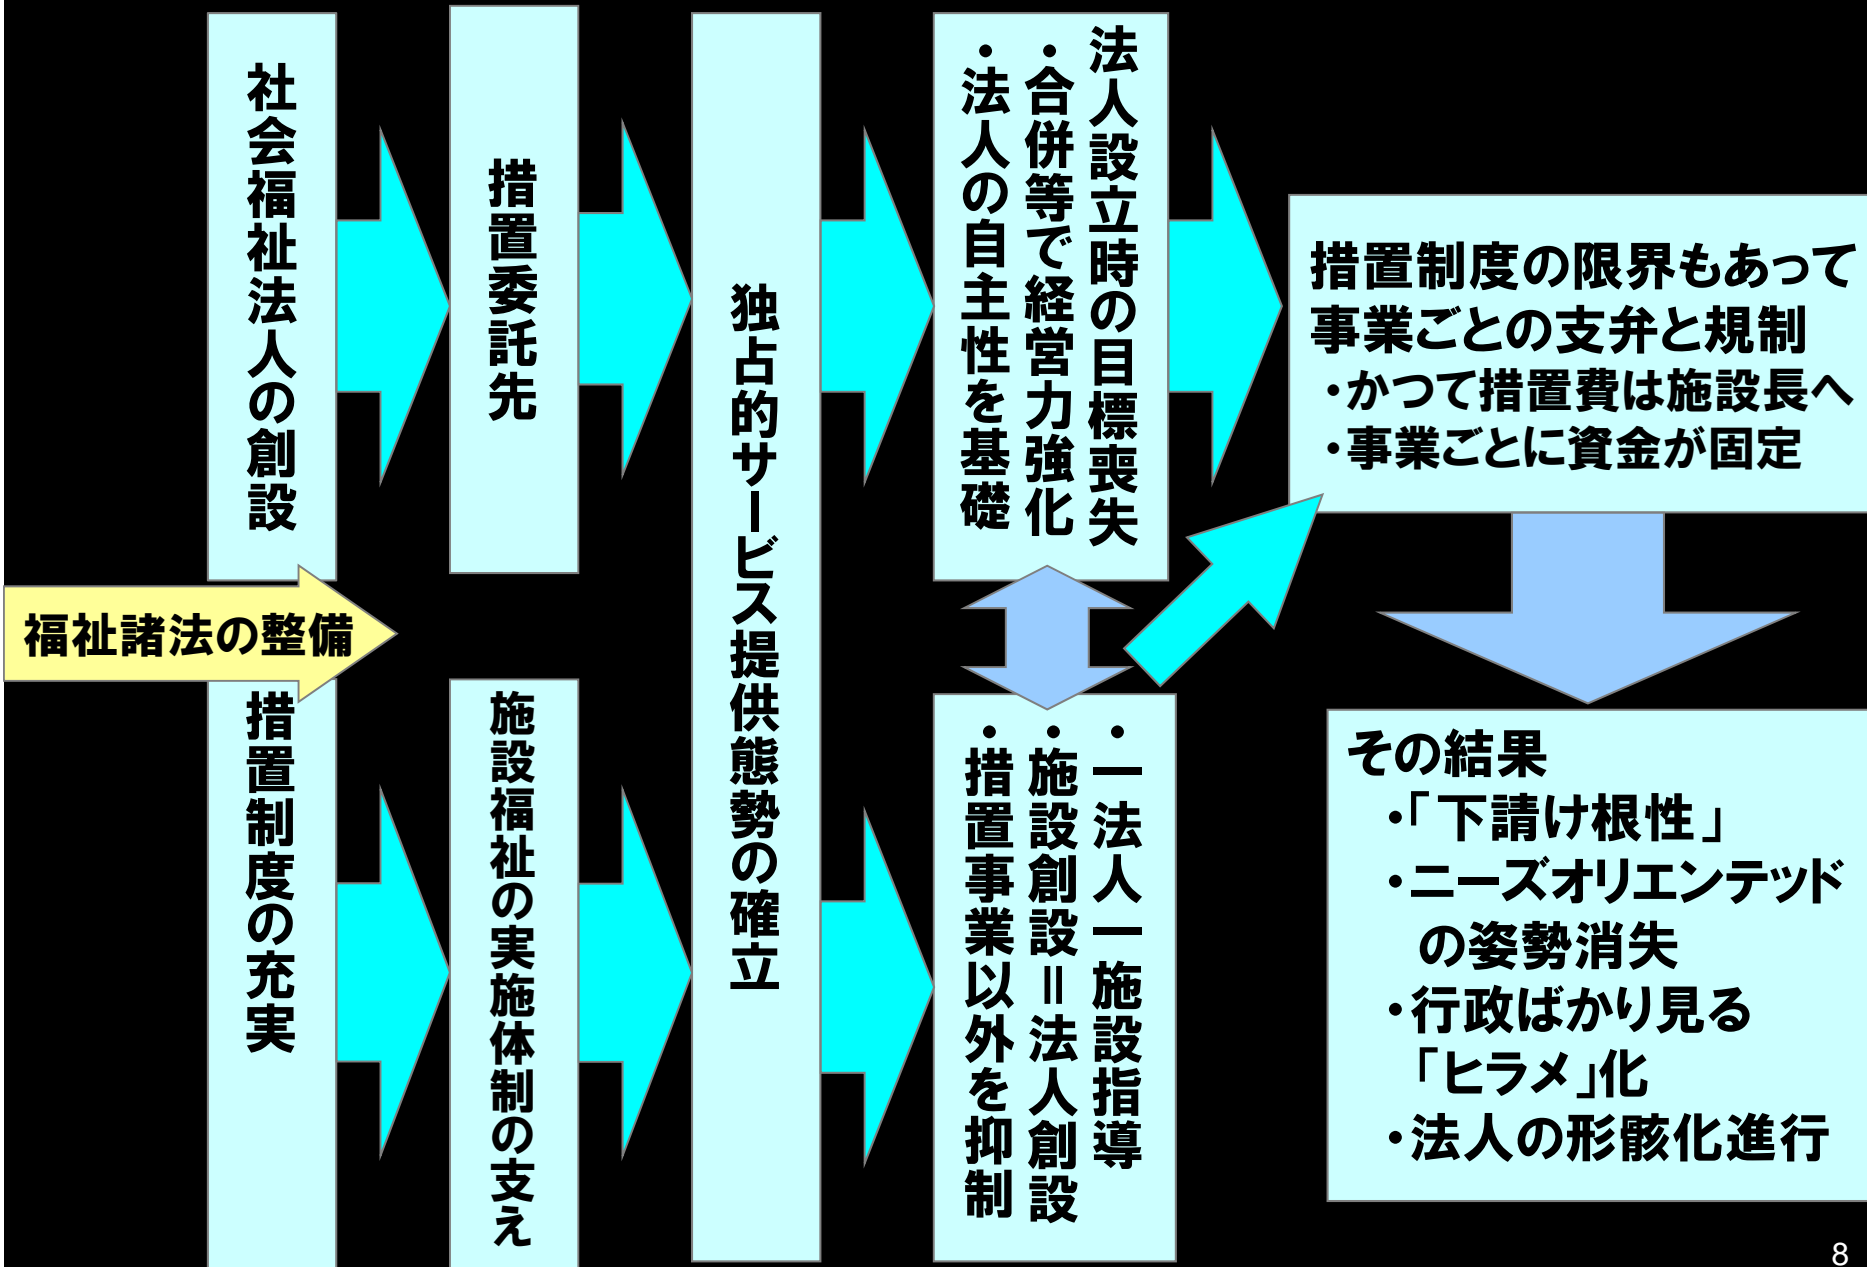 社会福祉法人の創設
措置委託先
独占的サービス提供態勢の確立
法人設立時の目標喪失
・合併等で経営力強化
・法人の自主性を基礎
措置制度の限界もあって
事業ごとの支弁と規制
・かつて措置費は施設長へ
・事業ごとに資金が固定
福祉諸法の整備
措置制度の充実
施設福祉の実施体制の支え
・一法人一施設指導
・施設創設＝法人創設
・措置事業以外を抑制
その結果
・「下請け根性」
・ニーズオリエンテッド
の姿勢消失
・行政ばかり見る
「ヒラメ」化
・法人の形骸化進行
8